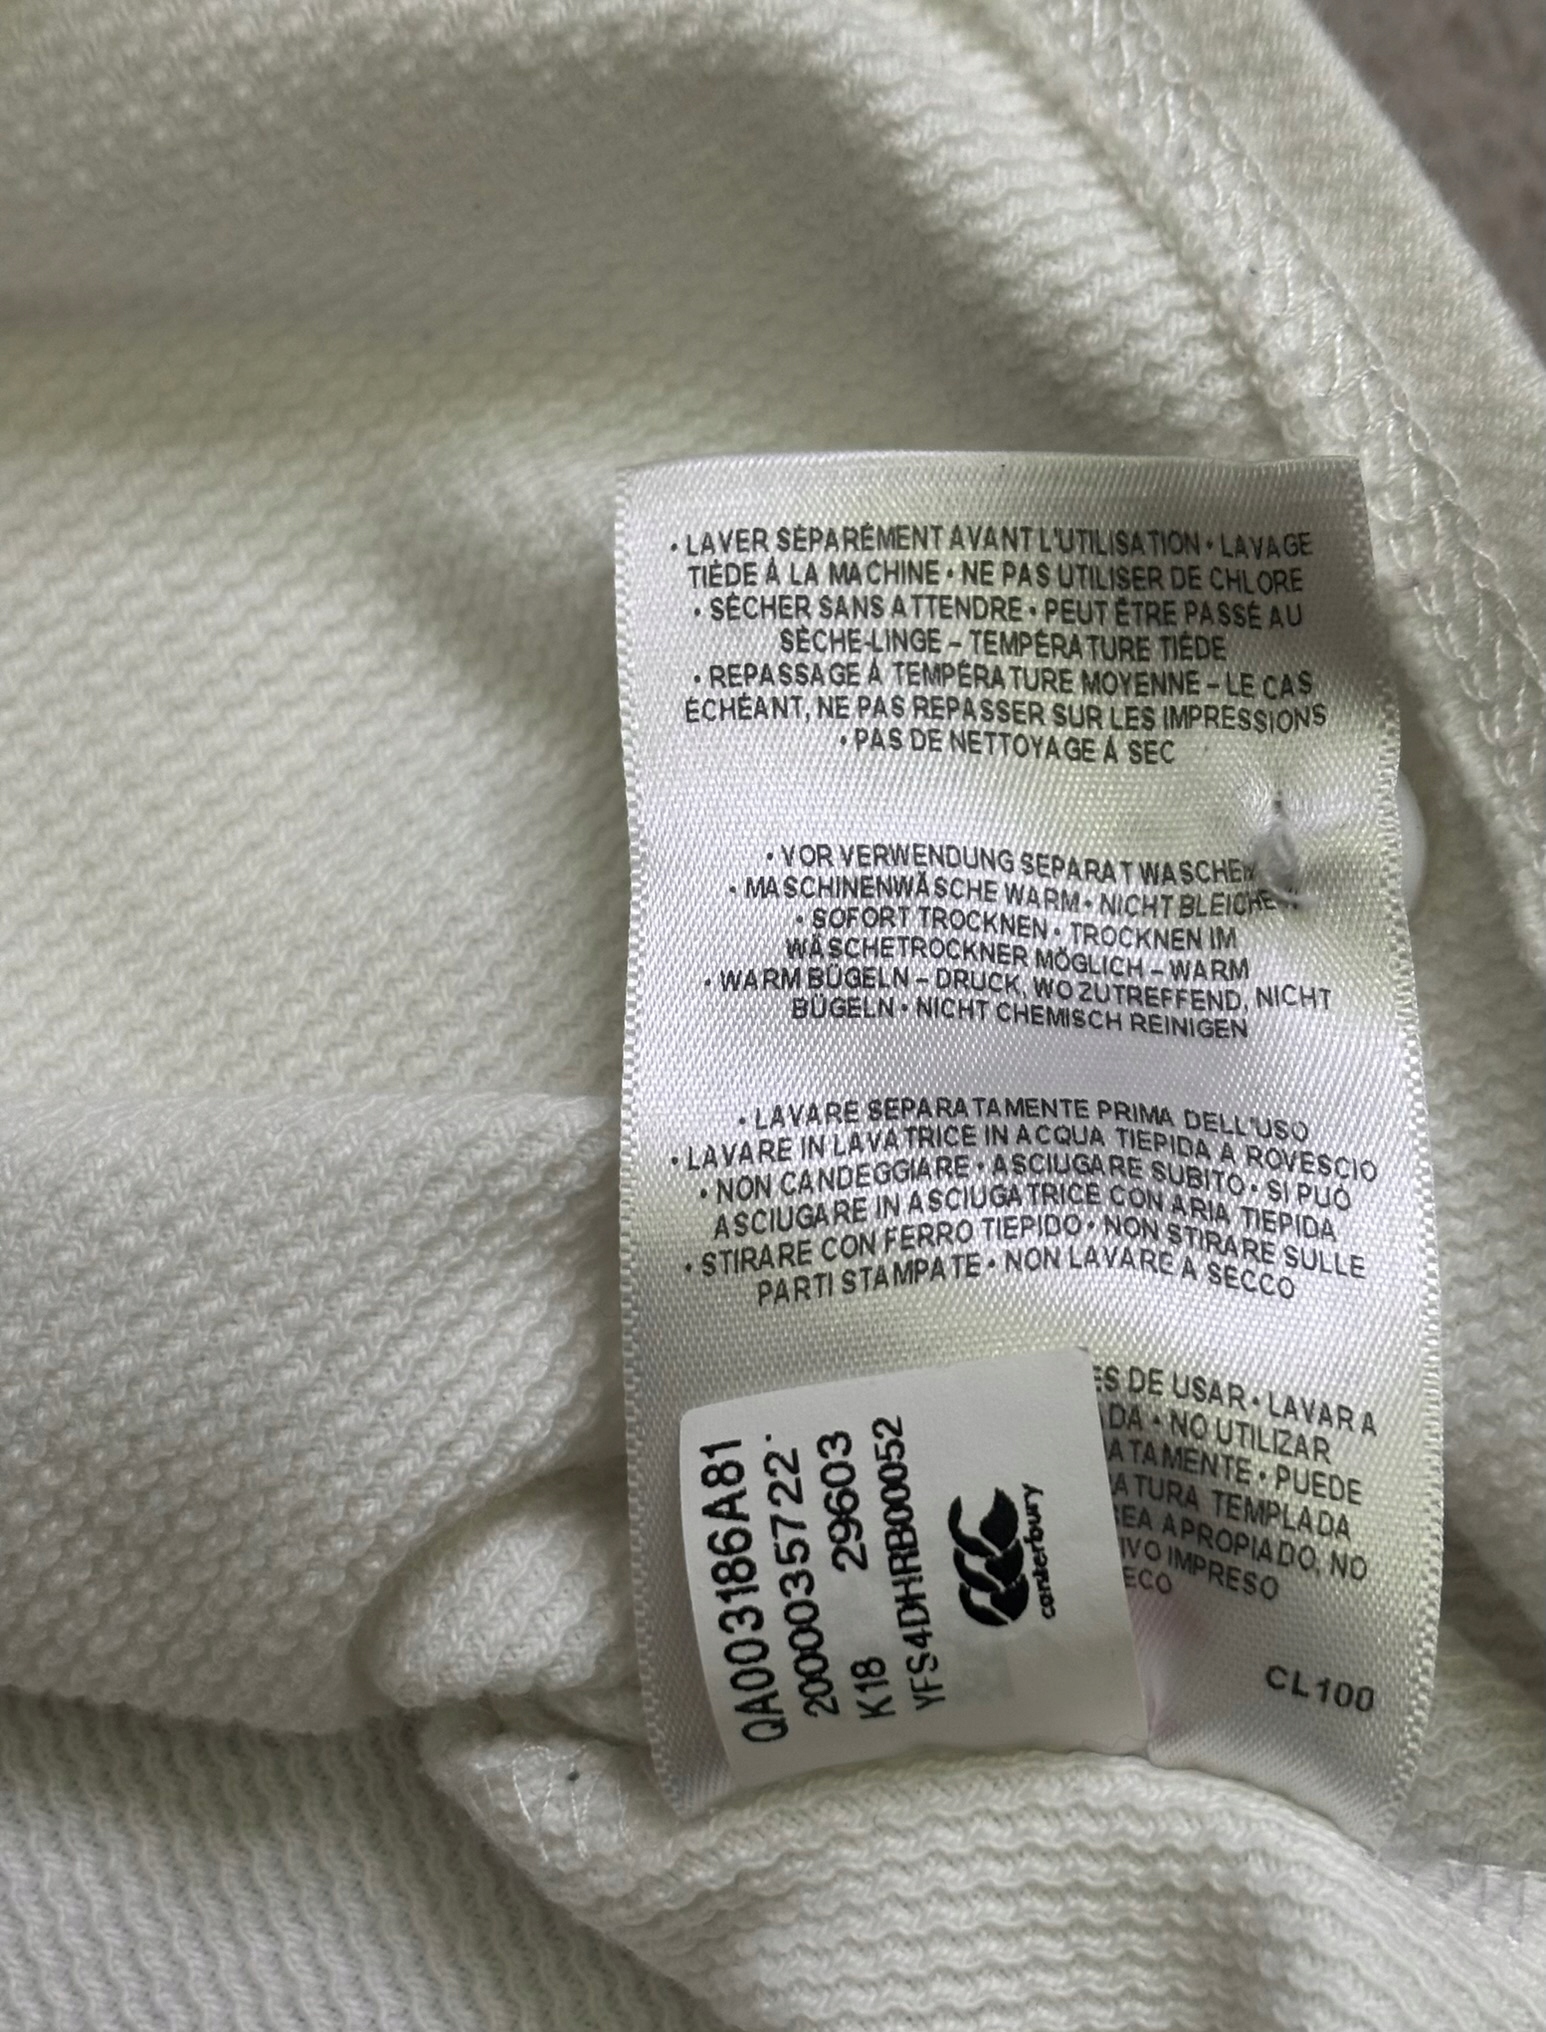 • LAVER SÉPARÉMENT AVANT L'UTILISATION • LAVAGE
TIÈDE À LA MACHINE • NE PAS UTILISER DE CHLORE
• SÉCHER SANS ATTENDRE • PEUT ÊTRE PASSÉ AU
SÈCHE-LINGE – TEMPÉRATURE TIÈDE
• REPASSAGE À TEMPÉRATURE MOYENNE – LE CAS
ÉCHÉANT, NE PAS REPASSER SUR LES IMPRESSIONS
• PAS DE NETTOYAGE À SEC
• VOR VERWENDUNG SEPARAT WASCHEN
• MASCHINENWÄSCHE WARM • NICHT BLEICHEN
• SOFORT TROCKNEN • TROCKNEN IM
WÄSCHETROCKNER MÖGLICH – WARM
• WARM BÜGELN – DRUCK, WO ZUTREFFEND, NICHT
BÜGELN • NICHT CHEMISCH REINIGEN
• LAVARE SEPARATAMENTE PRIMA DELL'USO
• LAVARE IN LAVATRICE IN ACQUA TIEPIDA A ROVESCIO
• NON CANDEGGIARE • ASCIUGARE SUBITO • SI PUÒ
ASCIUGARE IN ASCIUGATRICE CON ARIA TIEPIDA
• STIRARE CON FERRO TIEPIDO • NON STIRARE SULLE
PARTI STAMPATE • NON LAVARE A SECCO
ES DE USAR • LAVAR A
DA • NO UTILIZAR
ATAMENTE • PUEDE
ATURA TEMPLADA
EA APROPIADO, NO
IVO IMPRESO
ECO
CL100
QA003186A81
2000035722
K18 29603
YFS4DHRB00052
canterbury